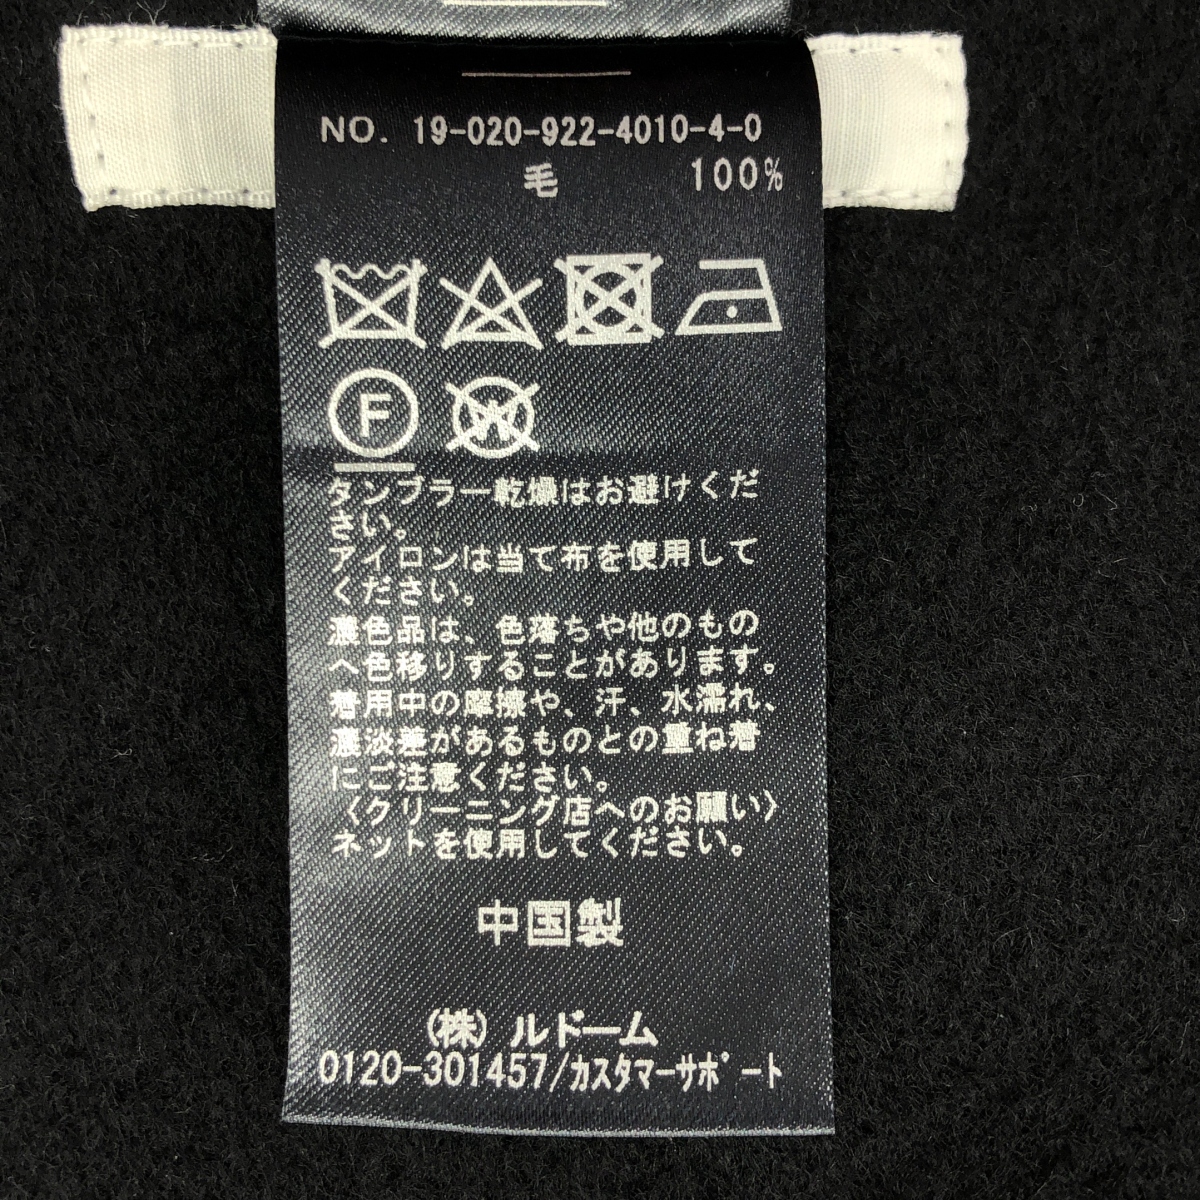 NO. 19-020-922-4010-4-0
毛 100%
F
W
タンブラー乾燥はお避けくだ
さい。
アイロンは当て布を使用して
ください。
濃色品は、色落ちや他のもの
へ色移りすることがあります。
着用中の摩擦や、汗、水濡れ、
濃淡差があるものとの重ね着
にご注意ください。
〈クリーニング店へのお願い〉
ネットを使用してください。
中国製
(株)ルドーム
0120-301457/ｶｽﾀﾏｰｻﾎﾟｰﾄ